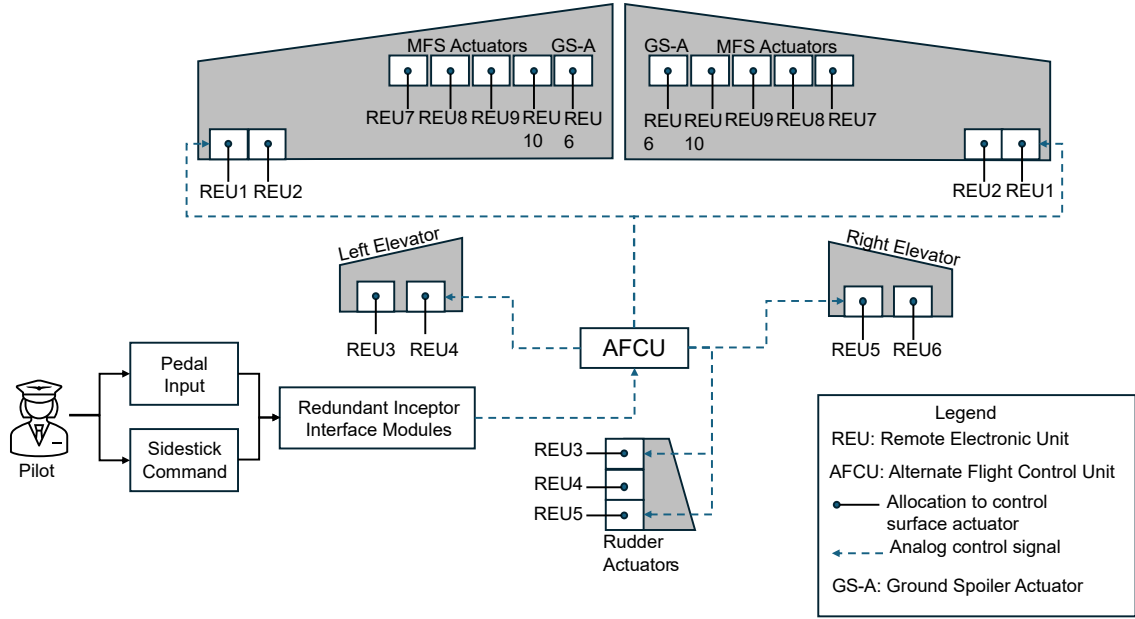 MFS Actuators GS-A
GS-A MFS Actuators
REU7 REU8 REU9 REU REU
10 6
REU REU REU9 REU8 REU7
6 10
REU1 REU2
REU2 REU1
Left Elevator
Right Elevator
REU3 REU4
REU5 REU6
AFCU
Pedal
Input
Sidestick
Command
Pilot
Redundant Inceptor
Interface Modules
REU3
REU4
REU5
Rudder
Actuators
Legend
REU: Remote Electronic Unit
AFCU: Alternate Flight Control Unit
Allocation to control
surface actuator
Analog control signal
GS-A: Ground Spoiler Actuator